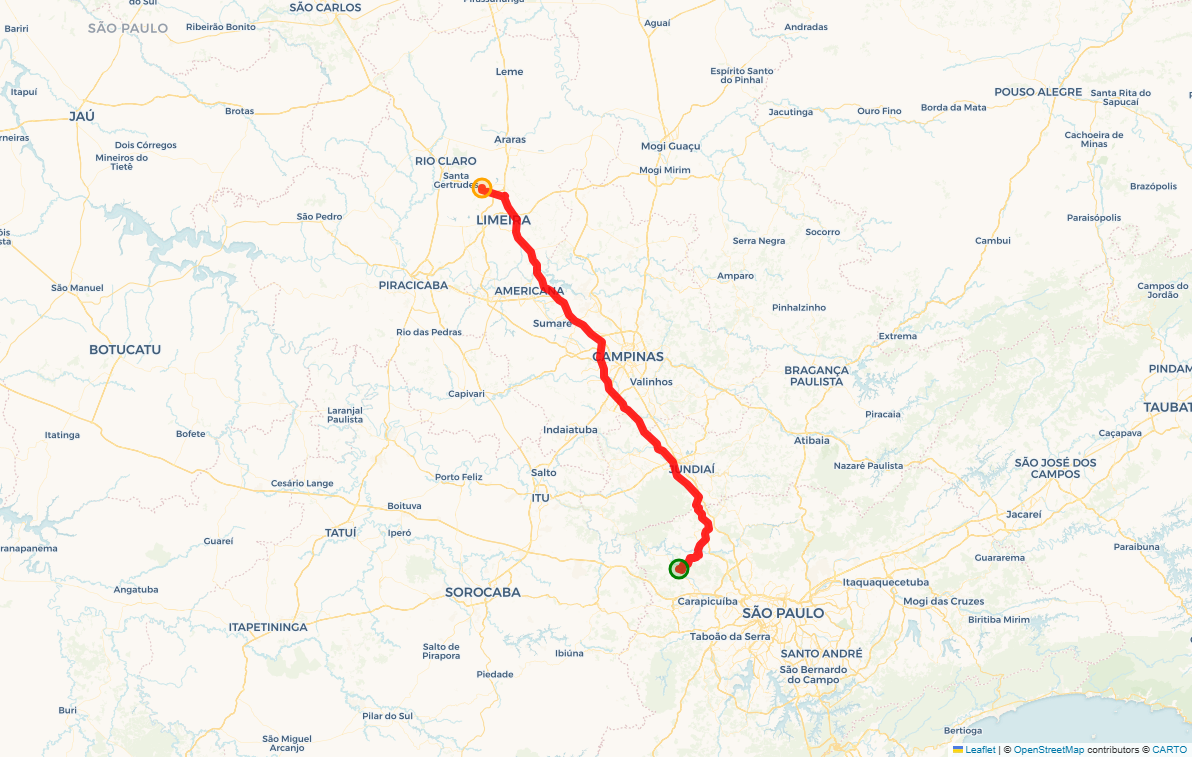 do Sul
SÃO CARLOS
Pirassununga
Bariri
SÃO PAULO
Ribeirão Bonito
Aguaí
Andradas
Leme
Espírito Santo
do Pinhal
Itapuí
POUSO ALEGRE
Santa Rita do
Sapucaí
JAÚ
Brotas
Jacutinga
Ouro Fino
Borda da Mata
rneiras
Dois Córregos
Mineiros do
Tietê
Araras
Mogi Guaçu
Cachoeira de
Minas
RIO CLARO
Santa
Gertrudes
Mogi Mirim
Brazópolis
São Pedro
LIMEIRA
Paraisópolis
óis
sta
Serra Negra
Socorro
Cambui
São Manuel
PIRACICABA
AMERICANA
Amparo
Campos do
Jordão
Pinhalzinho
Rio das Pedras
Sumaré
Extrema
BOTUCATU
CAMPINAS
BRAGANÇA
PAULISTA
PINDAM
Valinhos
Capivari
Laranjal
Paulista
Piracaia
TAUBAT
Itatinga
Bofete
Indaiatuba
Atibaia
Caçapava
JUNDIAÍ
Nazaré Paulista
SÃO JOSÉ DOS
CAMPOS
Cesário Lange
Porto Feliz
Salto
ITU
Boituva
Jacareí
TATUÍ
Iperó
Guareí
ranapanema
Paraibuna
Guararema
Angatuba
SOROCABA
Carapicuíba
Itaquaquecetuba
Mogi das Cruzes
SÃO PAULO
Biritiba Mirim
ITAPETININGA
Taboão da Serra
Salto de
Pirapora
Ibiúna
SANTO ANDRÉ
São Bernardo
do Campo
Piedade
Buri
Pilar do Sul
São Miguel
Arcanjo
Bertioga
Leaflet | © OpenStreetMap contributors © CARTO